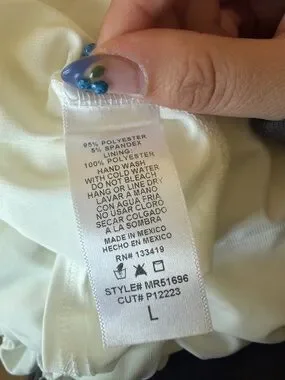 95% POLYESTER
5% SPANDEX
LINING:
100% POLYESTER
HAND WASH
WITH COLD WATER
DO NOT BLEACH
HANG OR LINE DRY
LAVAR A MANO
CON AGUA FRIA
NO USAR CLORO
SECAR COLGADO
A LA SOMBRA
MADE IN MEXICO
HECHO EN MEXICO
RN# 133419
STYLE# MR51696
CUT# P12223
L